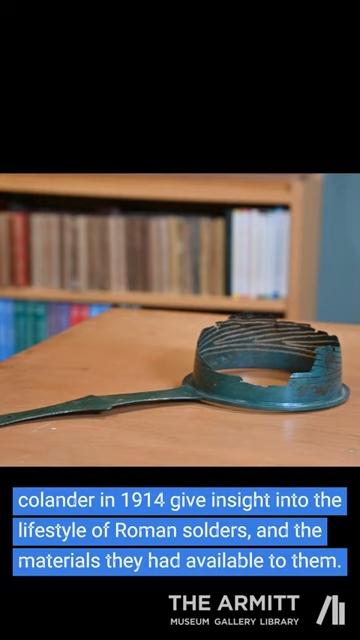 colander in 1914 give insight into the
lifestyle of Roman solders, and the
materials they had available to them.
THE ARMITT
MUSEUM GALLERY LIBRARY